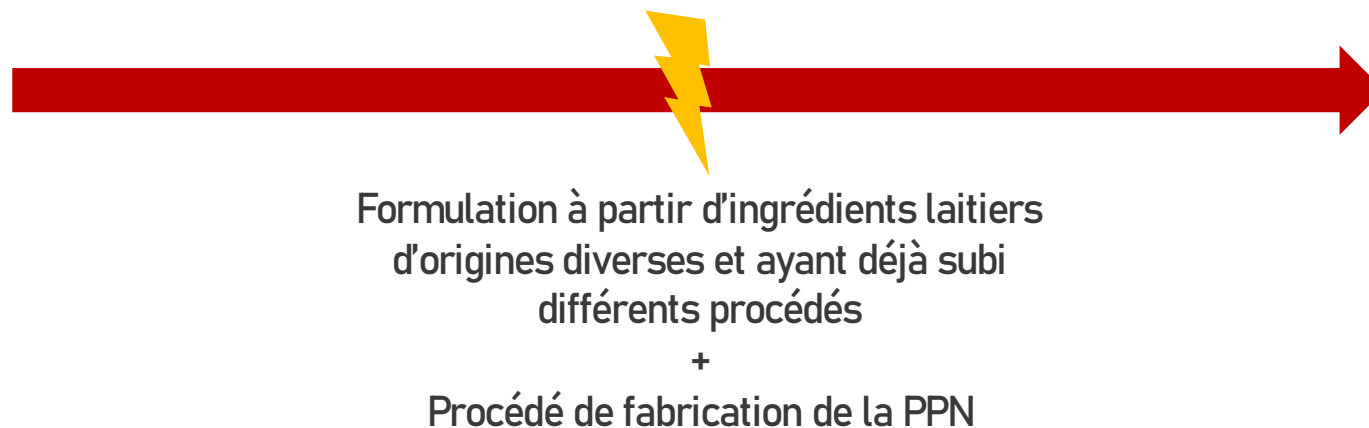 Formulation à partir d'ingrédients laitiers
d'origines diverses et ayant déjà subi
différents procédés
+
Procédé de fabrication de la PPN